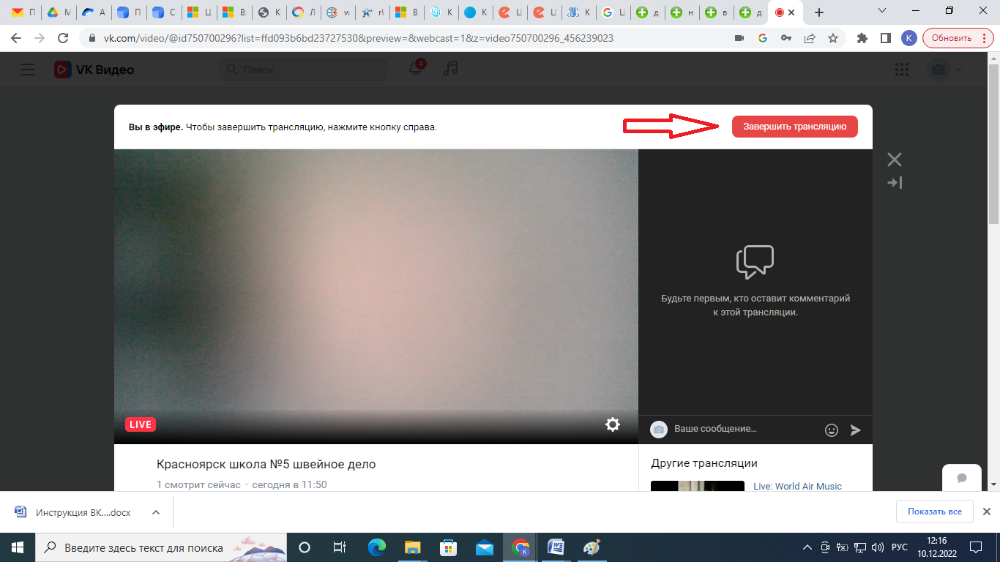 П
М
А
П
С
Ц
В
К
Л
w
rl
В
К
К
Ц
Ц
К
Ц
д
н
в
д
vk.com/video/@id750700296?list=ffd093b6bd23727530&preview=&webcast=1&z=video750700296_456239023
К
Обновить
VK Видео
Поиск
4
Вы в эфире. Чтобы завершить трансляцию, нажмите кнопку справа.
Завершить трансляцию
Будьте первым, кто оставит комментарий
к этой трансляции.
LIVE
Ваше сообщение...
Красноярск школа №5 швейное дело
1 смотрит сейчас · сегодня в 11:50
Другие трансляции
Live: World Air Music
Инструкция ВК....docx
Показать все
Введите здесь текст для поиска
K
РУС
12:16
10.12.2022